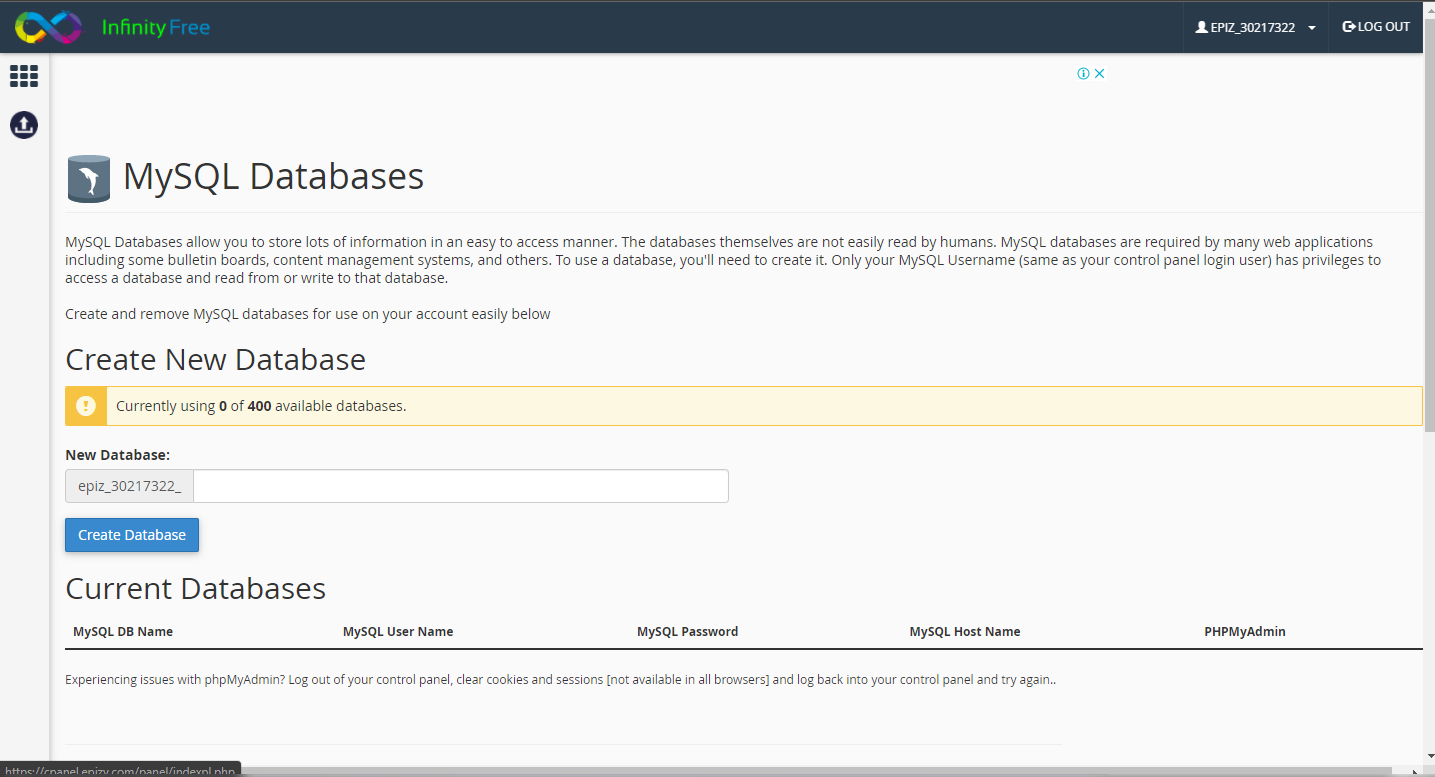 Infinity Free
EPIZ_30217322
LOG OUT
MySQL Databases
MySQL Databases allow you to store lots of information in an easy to access manner. The databases themselves are not easily read by humans. MySQL databases are required by many web applications
including some bulletin boards, content management systems, and others. To use a database, you'll need to create it. Only your MySQL Username (same as your control panel login user) has privileges to
access a database and read from or write to that database.
Create and remove MySQL databases for use on your account easily below
Create New Database
Currently using 0 of 400 available databases.
New Database:
epiz_30217322_
Create Database
Current Databases
MySQL DB Name MySQL User Name MySQL Password MySQL Host Name PHPMyAdmin
Experiencing issues with phpMyAdmin? Log out of your control panel, clear cookies and sessions [not available in all browsers] and log back into your control panel and try again..
https://cpanel.epizy.com/panel/indexpl.php